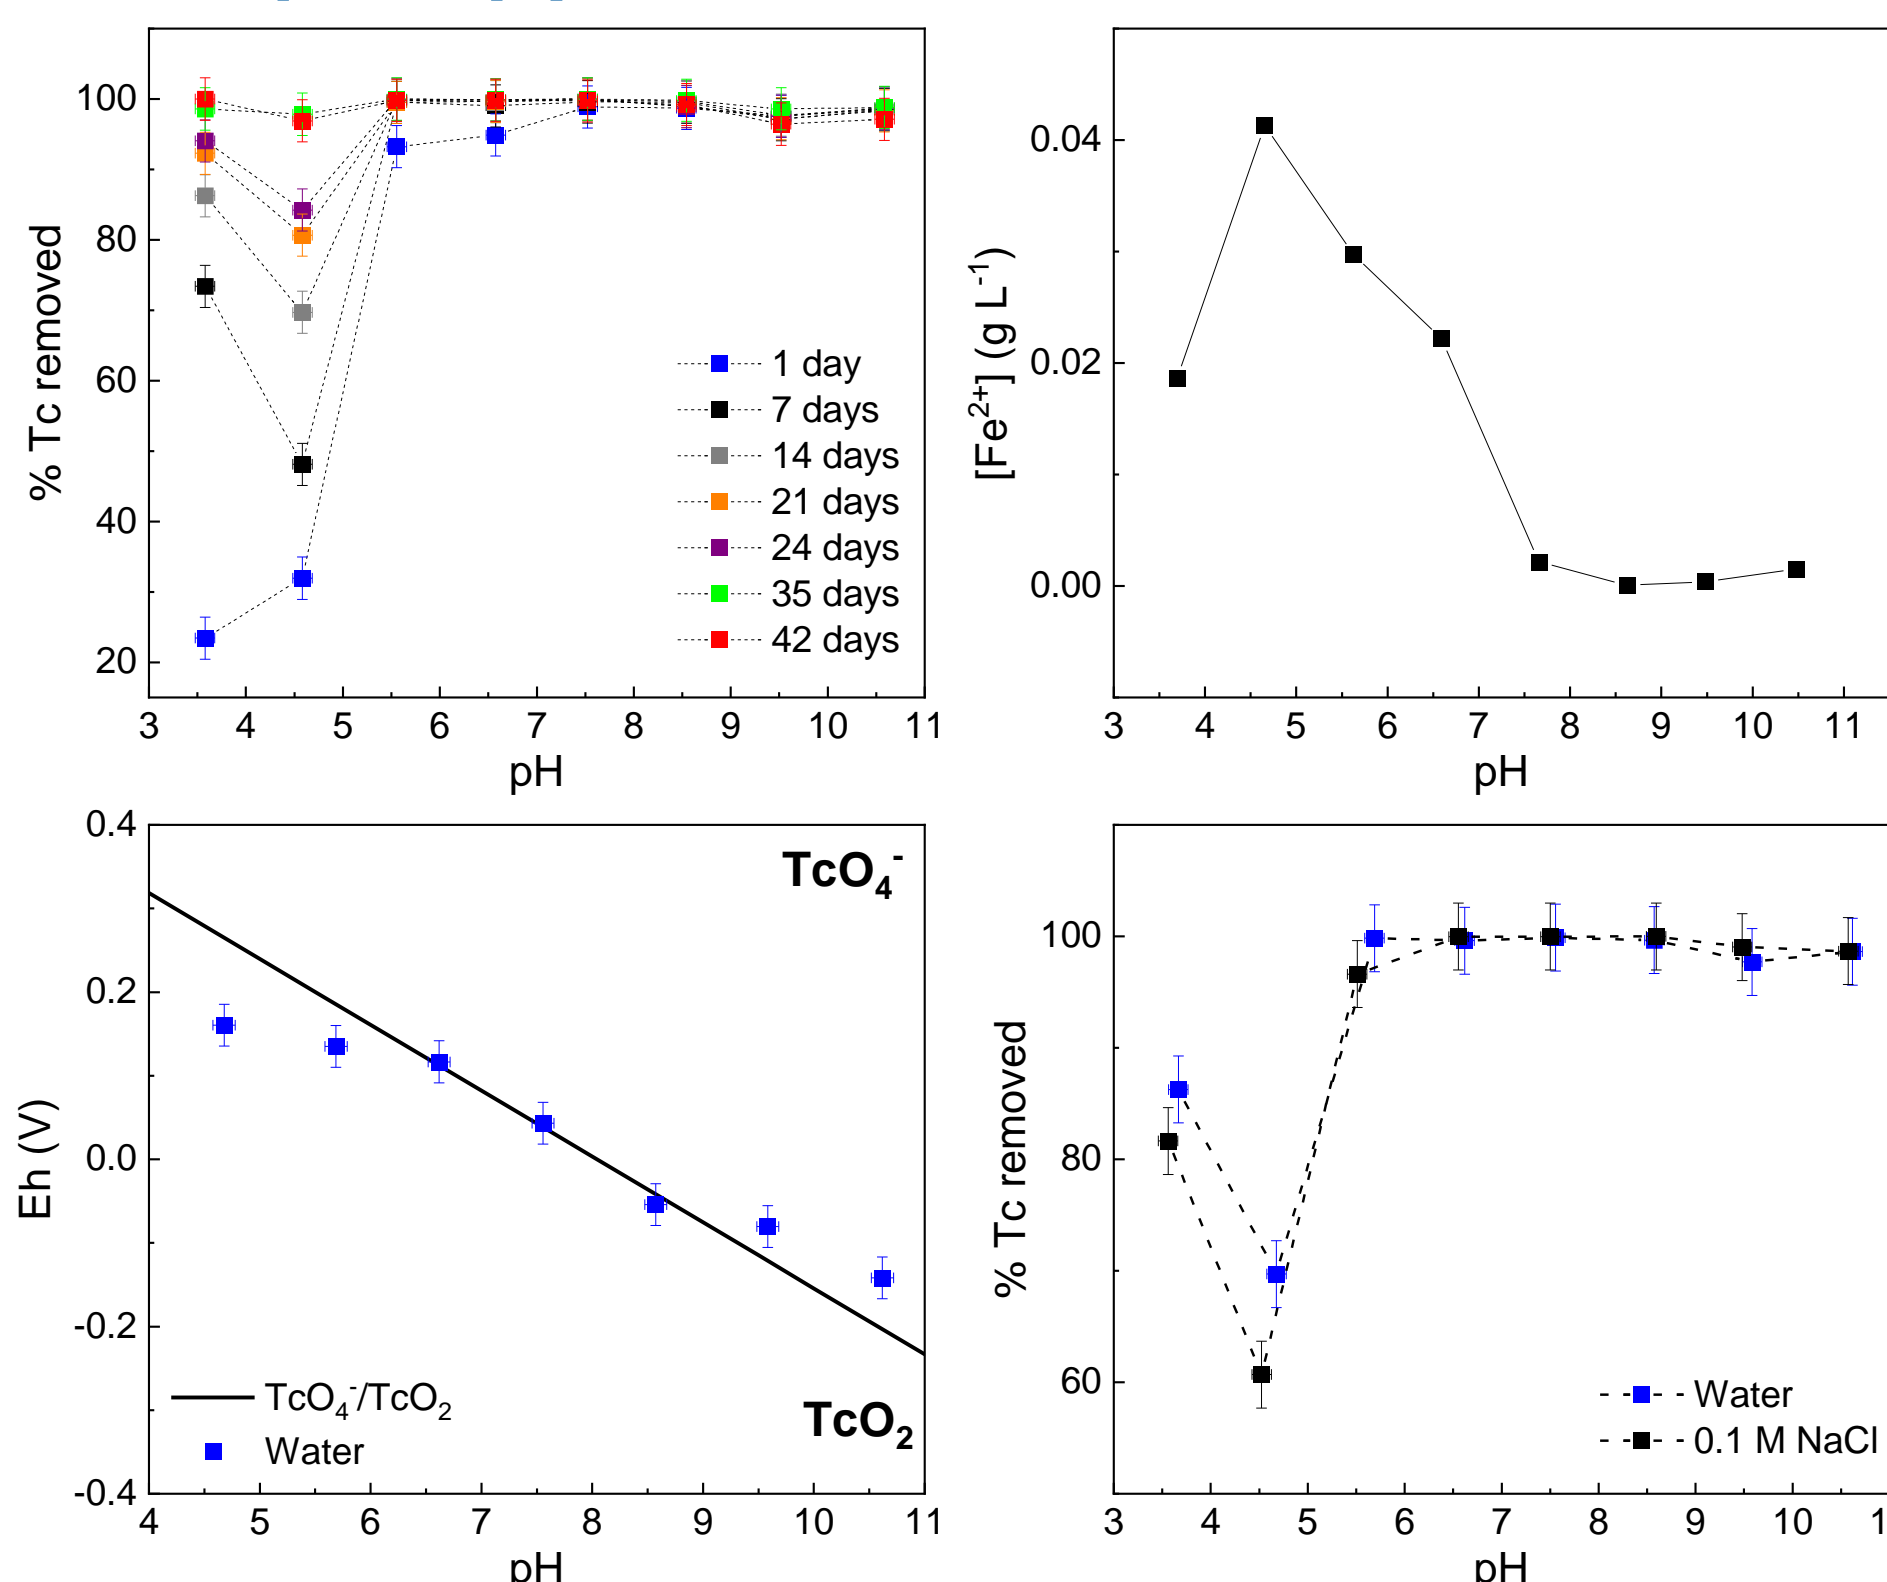 100
80
60
40
20
% Tc removed
1 day
7 days
14 days
21 days
24 days
35 days
42 days
3 4 5 6 7 8 9 10 11
pH
0.04
0.02
0.00
[Fe²⁺] (g L⁻¹)
3 4 5 6 7 8 9 10 11
pH
0.4
0.2
0.0
-0.2
-0.4
Eh (V)
TcO₄⁻
TcO₄⁻/TcO₂
Water
TcO₂
4 5 6 7 8 9 10 11
pH
100
80
60
% Tc removed
Water
0.1 M NaCl
3 4 5 6 7 8 9 10
pH